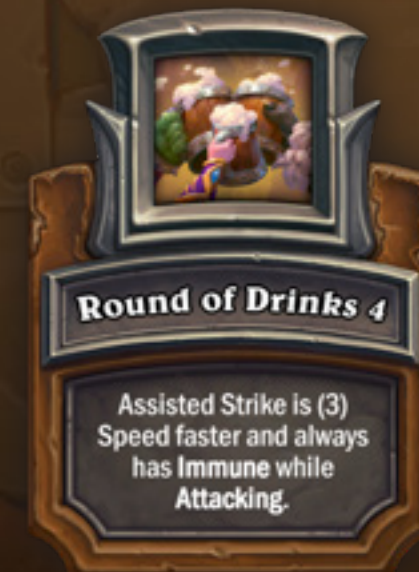 Round of Drinks 4
Assisted Strike is (3)
Speed faster and always
has Immune while
Attacking.